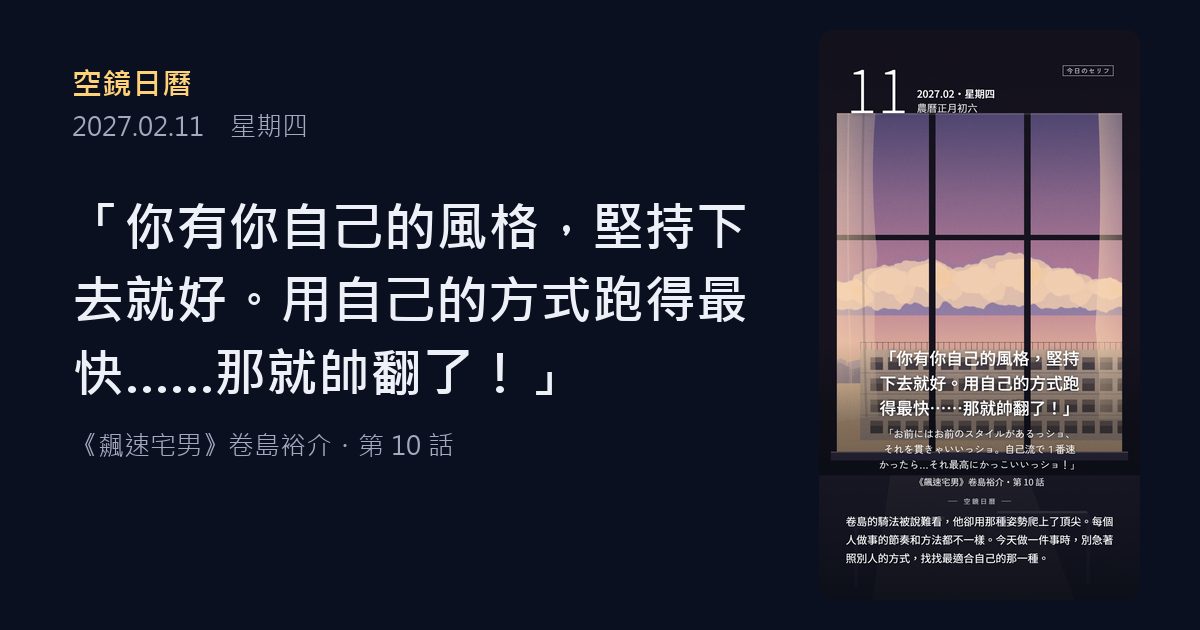 空鏡日曆
2027.02.11 星期四
「你有你自己的風格，堅持下
去就好。用自己的方式跑得最
快……那就帥翻了！」
《飆速宅男》卷島裕介・第 10 話
今日のセリフ
11
2027.02・星期四
農曆正月初六
「你有你自己的風格，堅持
下去就好。用自己的方式跑
得最快……那就帥翻了！」
「お前にはお前のスタイルがあるっショ、
それを貫きゃいいっショ。自己流で１番速
かったら…それ最高にかっこいいっショ！」
《飆速宅男》卷島裕介・第 10 話
— 空鏡日曆 —
卷島的騎法被說難看，他卻用那種姿勢爬上了頂尖。每個
人做事的節奏和方法都不一樣。今天做一件事時，別急著
照別人的方式，找找最適合自己的那一種。